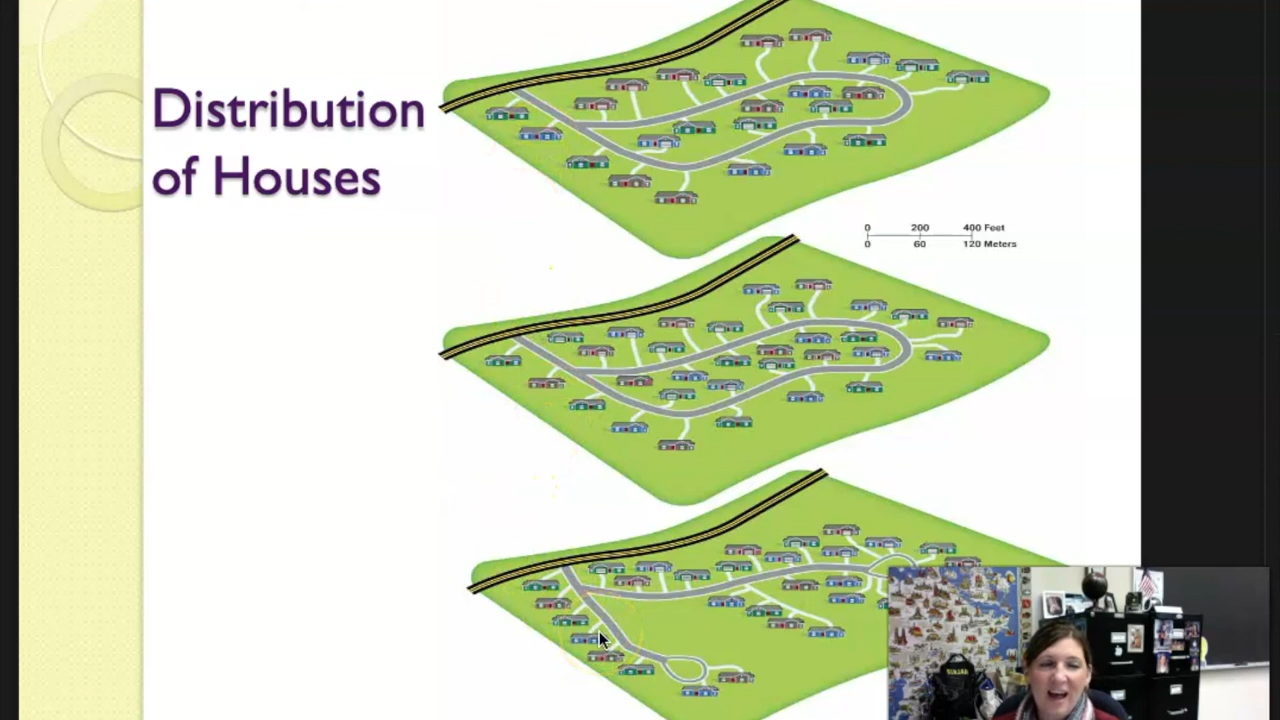 Distribution
of Houses
0 200 400 Feet
0 60 120 Meters